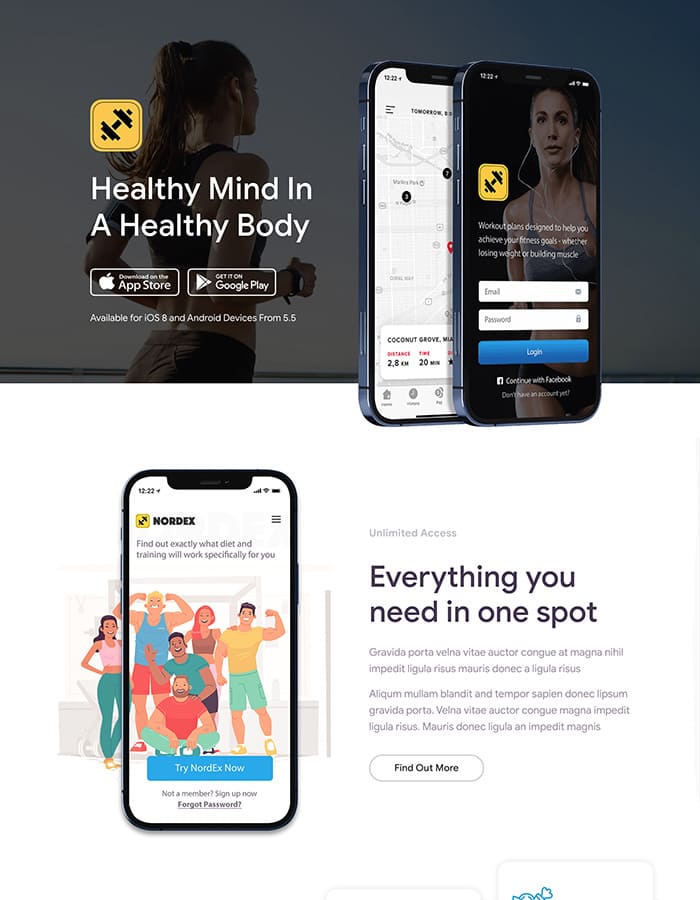 Healthy Mind In
A Healthy Body
Download on the
App Store
GET IT ON
Google Play
Available for iOS 8 and Android Devices From 5.5
12:22
TOMORROW,
3
7
COCONUT GROVE,
DISTANCE
TIME
2,8 KM
20 MIN
Home
History
Pay
12:22
Workout plans designed to help you
achieve your fitness goals - whether
losing weight or building muscle
Email
Password
Login
Continue with Facebook
Don't have an account yet?
12:22
NORDEX
Find out exactly what diet and
training will work specifically for you
Try NordEx Now
Not a member? Sign up now
Forgot Password?
Unlimited Access
Everything you
need in one spot
Gravida porta velna vitae auctor congue at magna nihil
impedit ligula risus mauris donec a ligula risus
Aliqum mullam blandit and tempor sapien donec lipsum
gravida porta. Velna vitae auctor congue magna impedit
ligula risus. Mauris donec ligula an impedit magnis
Find Out More